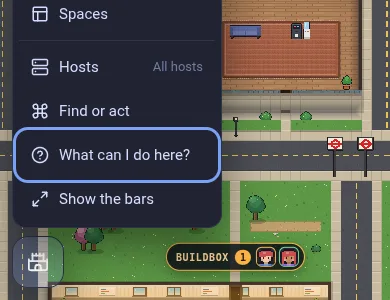 Spaces
Hosts All hosts
Find or act
What can I do here?
Show the bars
BUILDBOX 1